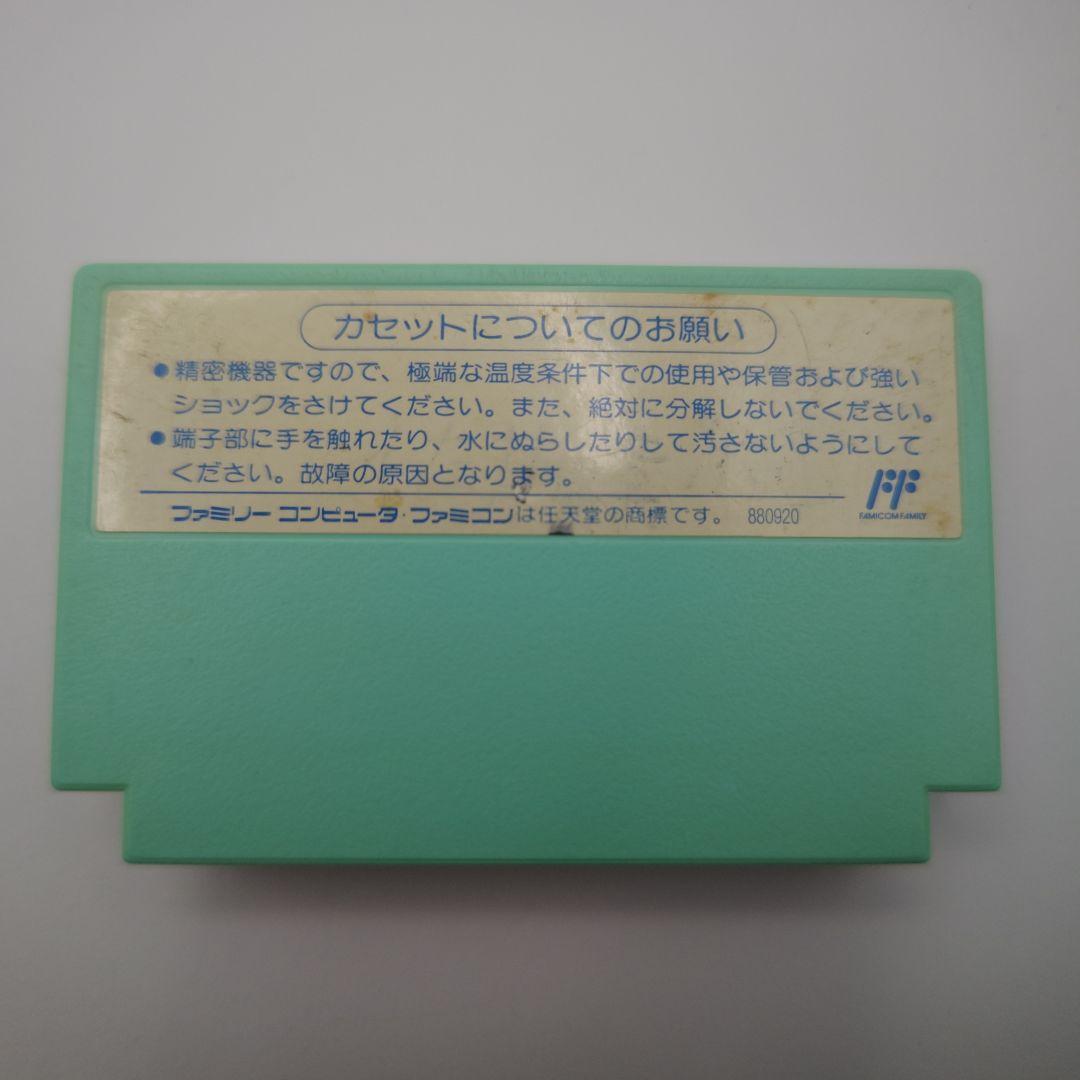 カセットについてのお願い
●精密機器ですので、極端な温度条件下での使用や保管および強い
ショックをさけてください。また、絶対に分解しないでください。
●端子部に手を触れたり、水にぬらしたりして汚さないようにして
ください。故障の原因となります。
ファミリーコンピュータ・ファミコンは任天堂の商標です。 880920
FF
FAMICOM FAMILY